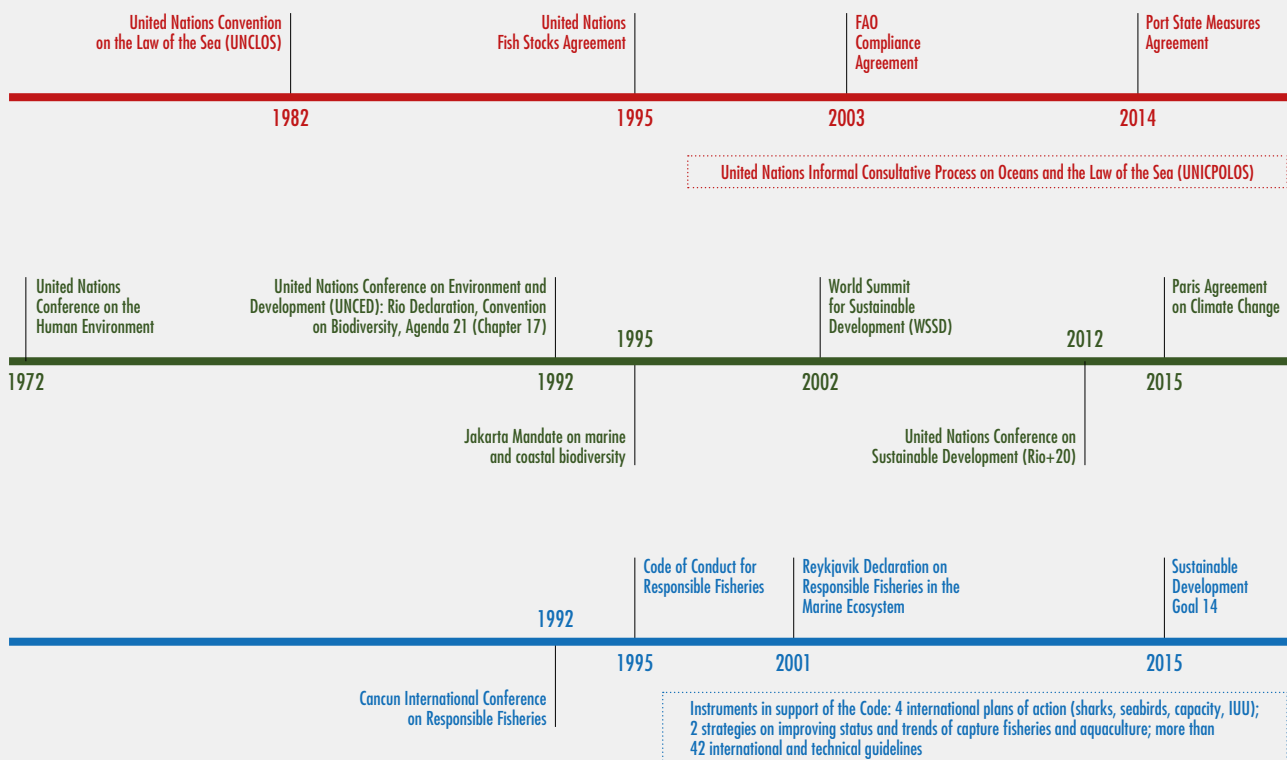 United Nations Convention
on the Law of the Sea (UNCLOS)
United Nations
Fish Stocks Agreement
FAO
Compliance
Agreement
Port State Measures
Agreement
1982
1995
2003
2014
United Nations Informal Consultative Process on Oceans and the Law of the Sea (UNICPOLOS)
United Nations
Conference on the
Human Environment
United Nations Conference on Environment and
Development (UNCED): Rio Declaration, Convention
on Biodiversity, Agenda 21 (Chapter 17)
World Summit
for Sustainable
Development (WSSD)
Paris Agreement
on Climate Change
1995
2012
1972
1992
2002
2015
Jakarta Mandate on marine
and coastal biodiversity
United Nations Conference on
Sustainable Development (Rio+20)
Code of Conduct for
Responsible Fisheries
Reykjavik Declaration on
Responsible Fisheries in the
Marine Ecosystem
Sustainable
Development
Goal 14
1992
1995
2001
2015
Cancun International Conference
on Responsible Fisheries
Instruments in support of the Code: 4 international plans of action (sharks, seabirds, capacity, IUU);
2 strategies on improving status and trends of capture fisheries and aquaculture; more than
42 international and technical guidelines